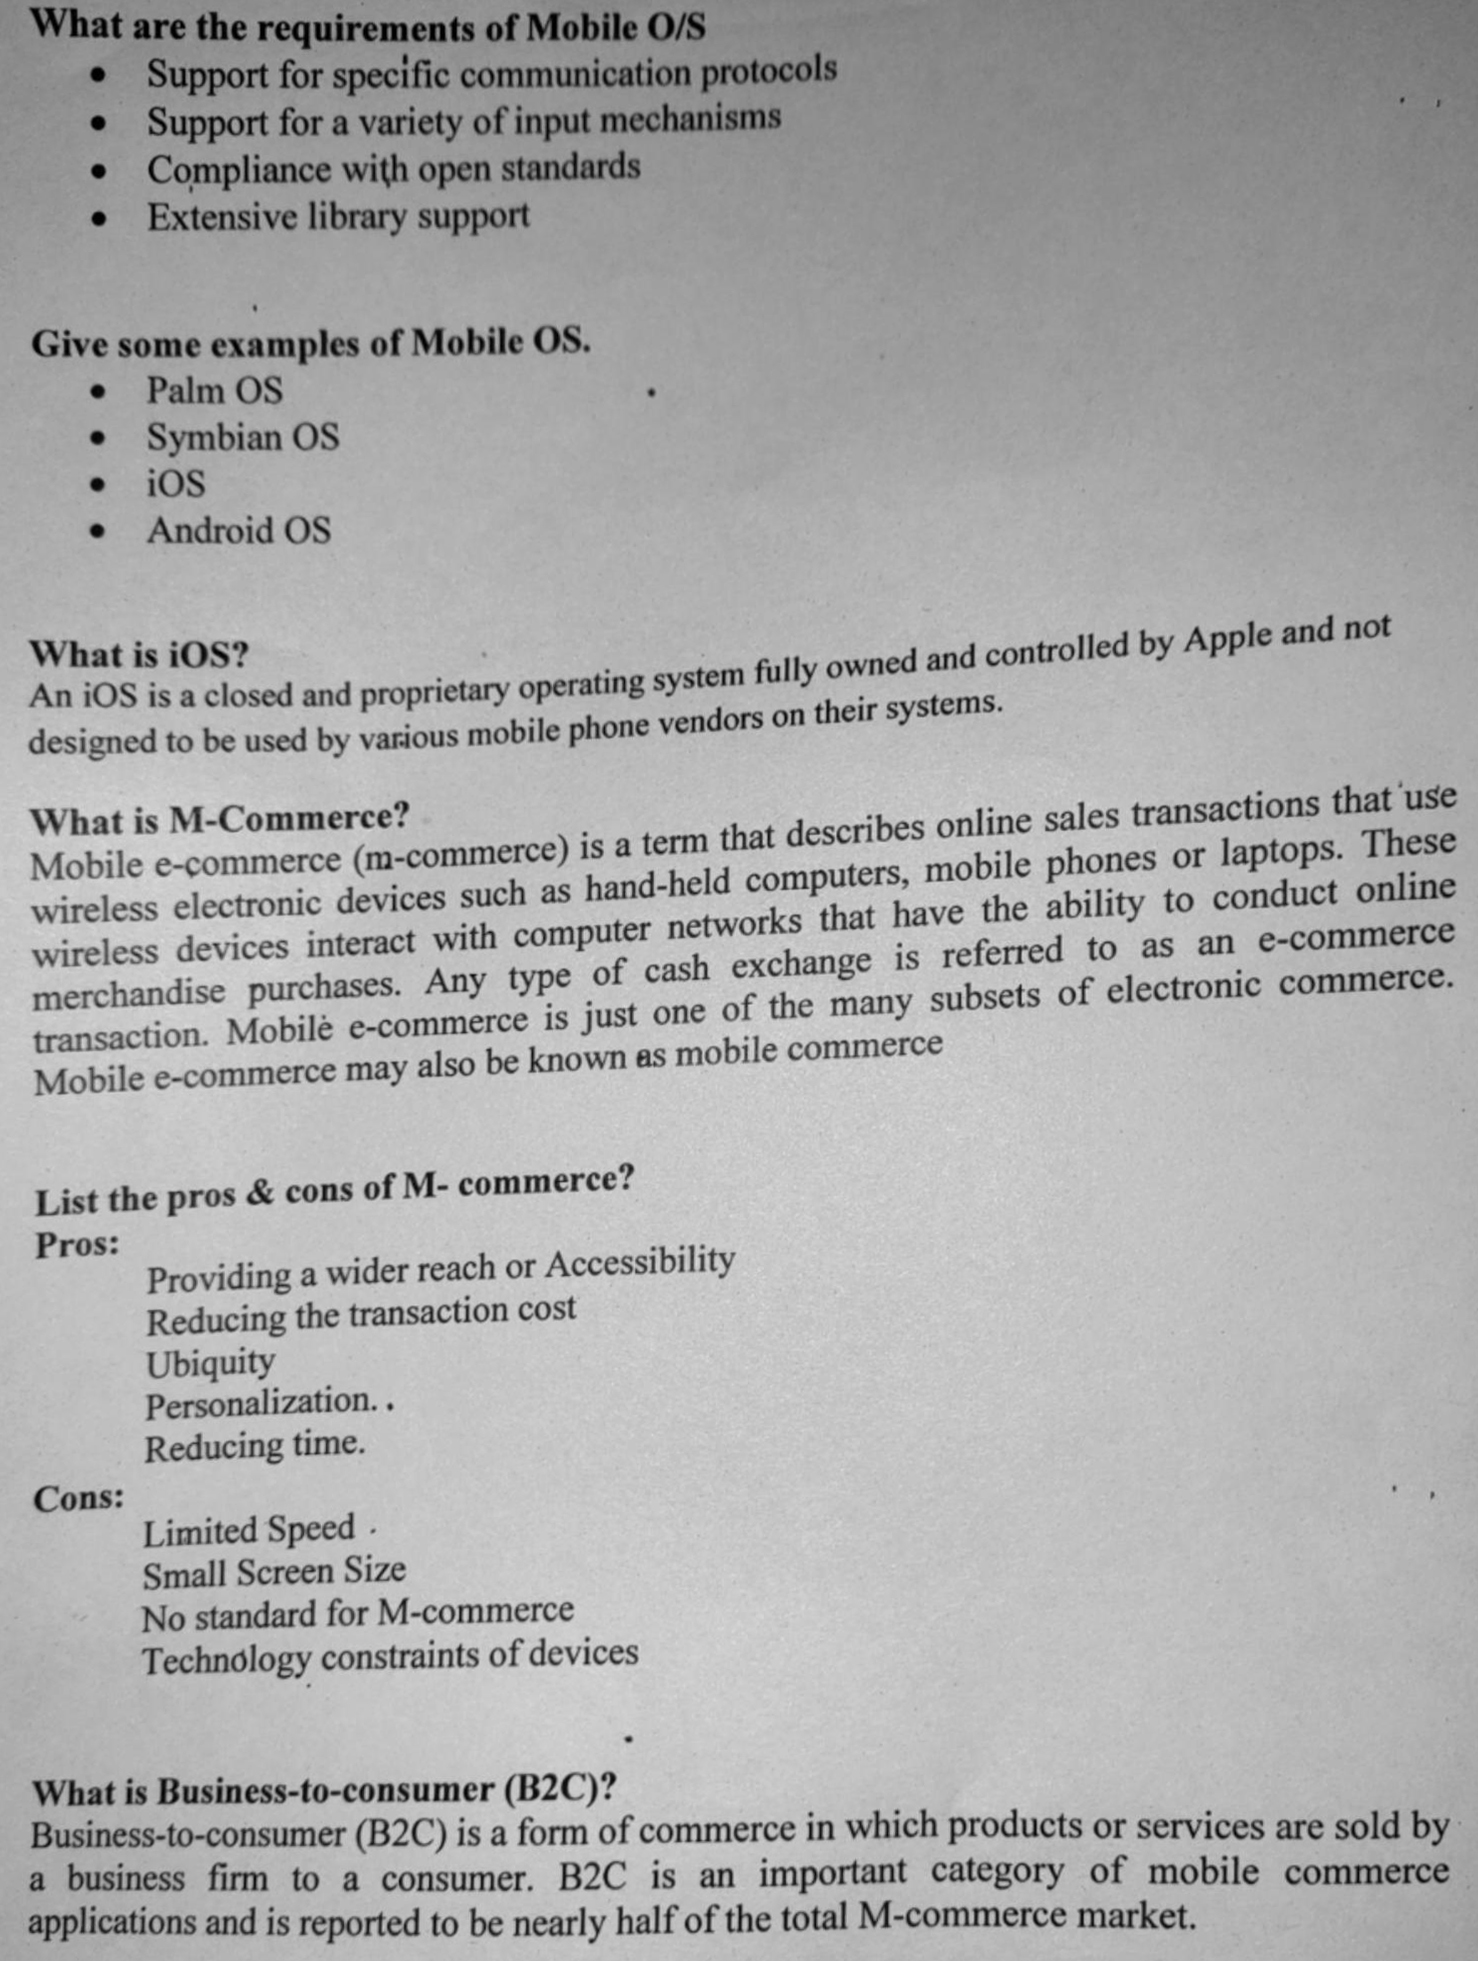 What are the requirements of Mobile O/S
• Support for specific communication protocols
• Support for a variety of input mechanisms
• Compliance with open standards
• Extensive library support
Give some examples of Mobile OS.
• Palm OS
• Symbian OS
• iOS
• Android OS
What is iOS?
An iOS is a closed and proprietary operating system fully owned and controlled by Apple and not
designed to be used by various mobile phone vendors on their systems.
What is M-Commerce?
Mobile e-commerce (m-commerce) is a term that describes online sales transactions that use
wireless electronic devices such as hand-held computers, mobile phones or laptops. These
wireless devices interact with computer networks that have the ability to conduct online
merchandise purchases. Any type of cash exchange is referred to as an e-commerce
transaction. Mobile e-commerce is just one of the many subsets of electronic commerce.
Mobile e-commerce may also be known as mobile commerce
List the pros & cons of M- commerce?
Pros:
Providing a wider reach or Accessibility
Reducing the transaction cost
Ubiquity
Personalization. .
Reducing time.
Cons:
Limited Speed
Small Screen Size
No standard for M-commerce
Technology constraints of devices
What is Business-to-consumer (B2C)?
Business-to-consumer (B2C) is a form of commerce in which products or services are sold by
a business firm to a consumer. B2C is an important category of mobile commerce
applications and is reported to be nearly half of the total M-commerce market.